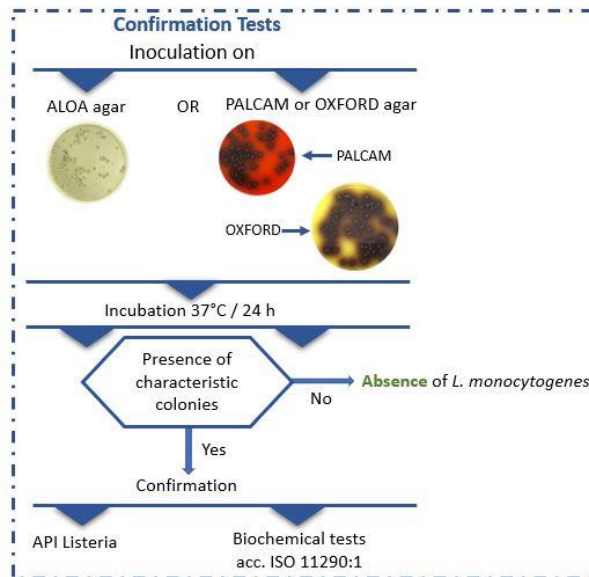 Confirmation Tests
Inoculation on
ALOA agar
OR
PALCAM or OXFORD agar
PALCAM
OXFORD
Incubation 37°C / 24 h
Presence of
characteristic
colonies
No
Absence of L. monocytogenes
Yes
Confirmation
API Listeria
Biochemical tests
acc. ISO 11290:1